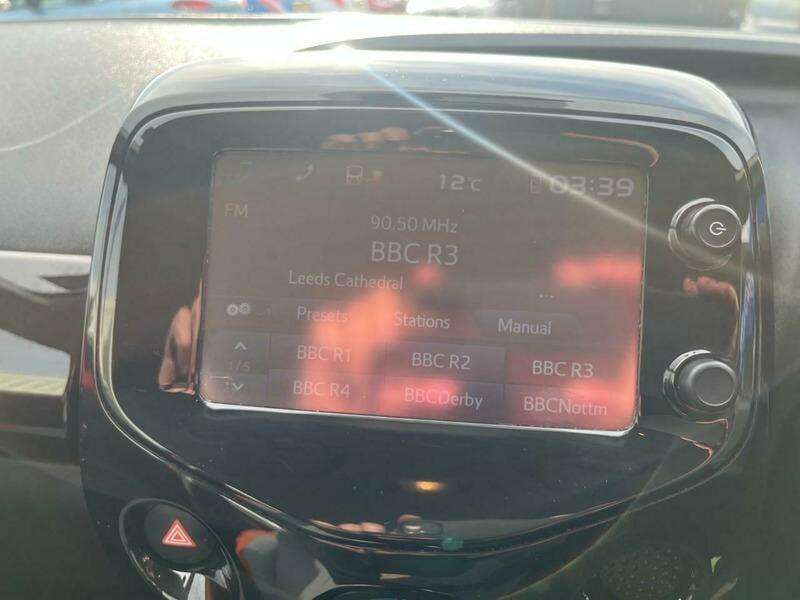 12°C 03:39
FM
90.50 MHz
BBC R3
Leeds Cathedral
...
Presets Stations Manual
BBC R1 BBC R2 BBC R3
1/5
BBC R4 BBCDerby BBCNottm